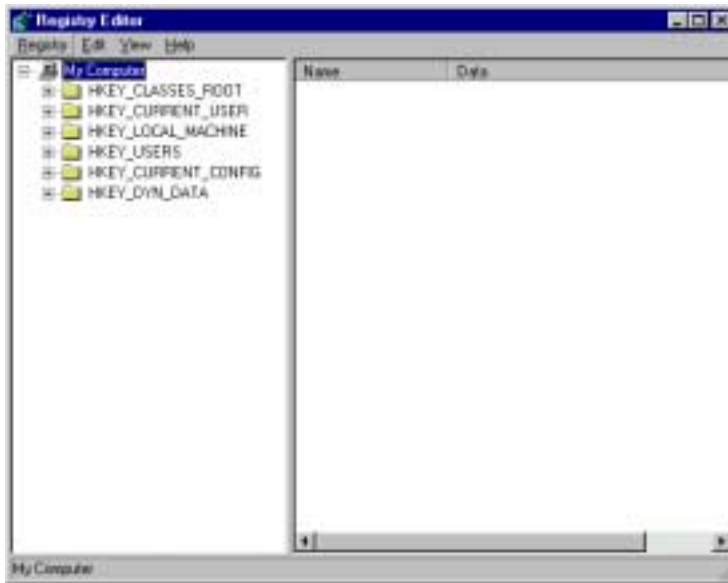 Registry Editor
Registry Edit View Help
My Computer
HKEY_CLASSES_ROOT
HKEY_CURRENT_USER
HKEY_LOCAL_MACHINE
HKEY_USERS
HKEY_CURRENT_CONFIG
HKEY_DYN_DATA
Name Data
My Computer